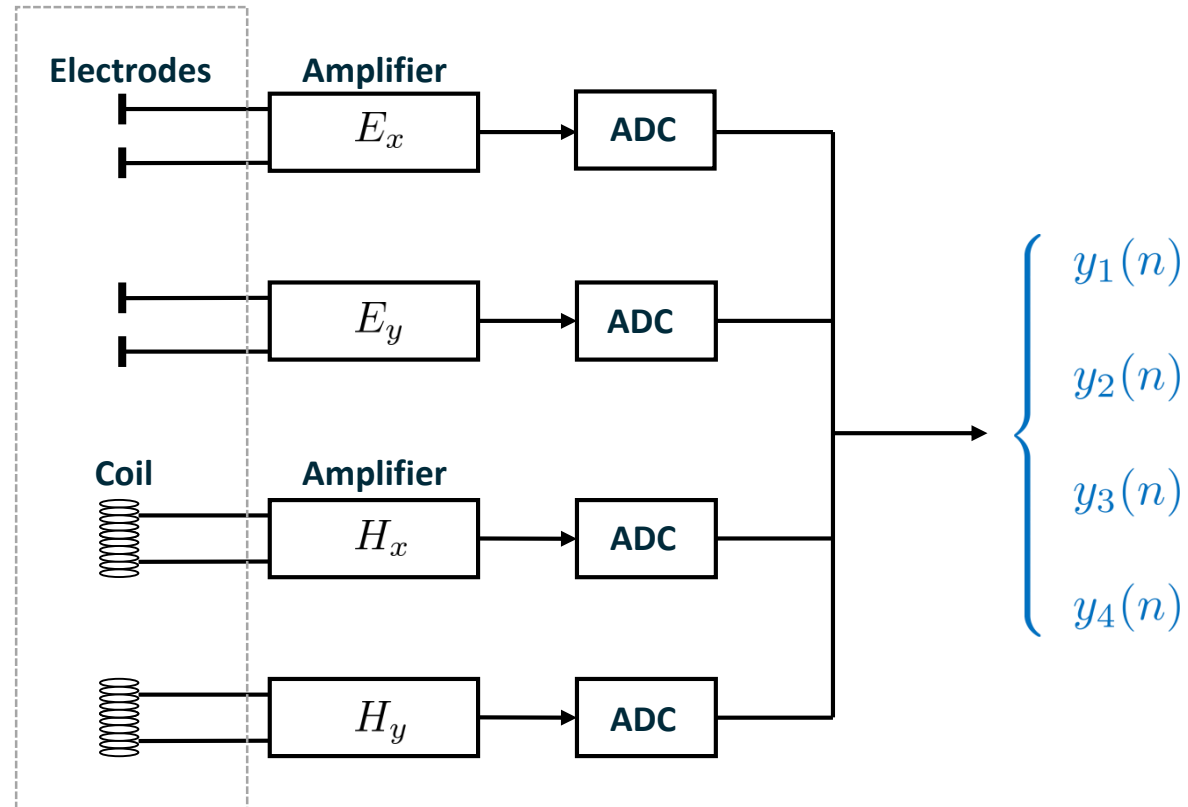 Electrodes
Amplifier
E_x
ADC
E_y
ADC
Coil
Amplifier
H_x
ADC
H_y
ADC
y_1(n)
y_2(n)
y_3(n)
y_4(n)